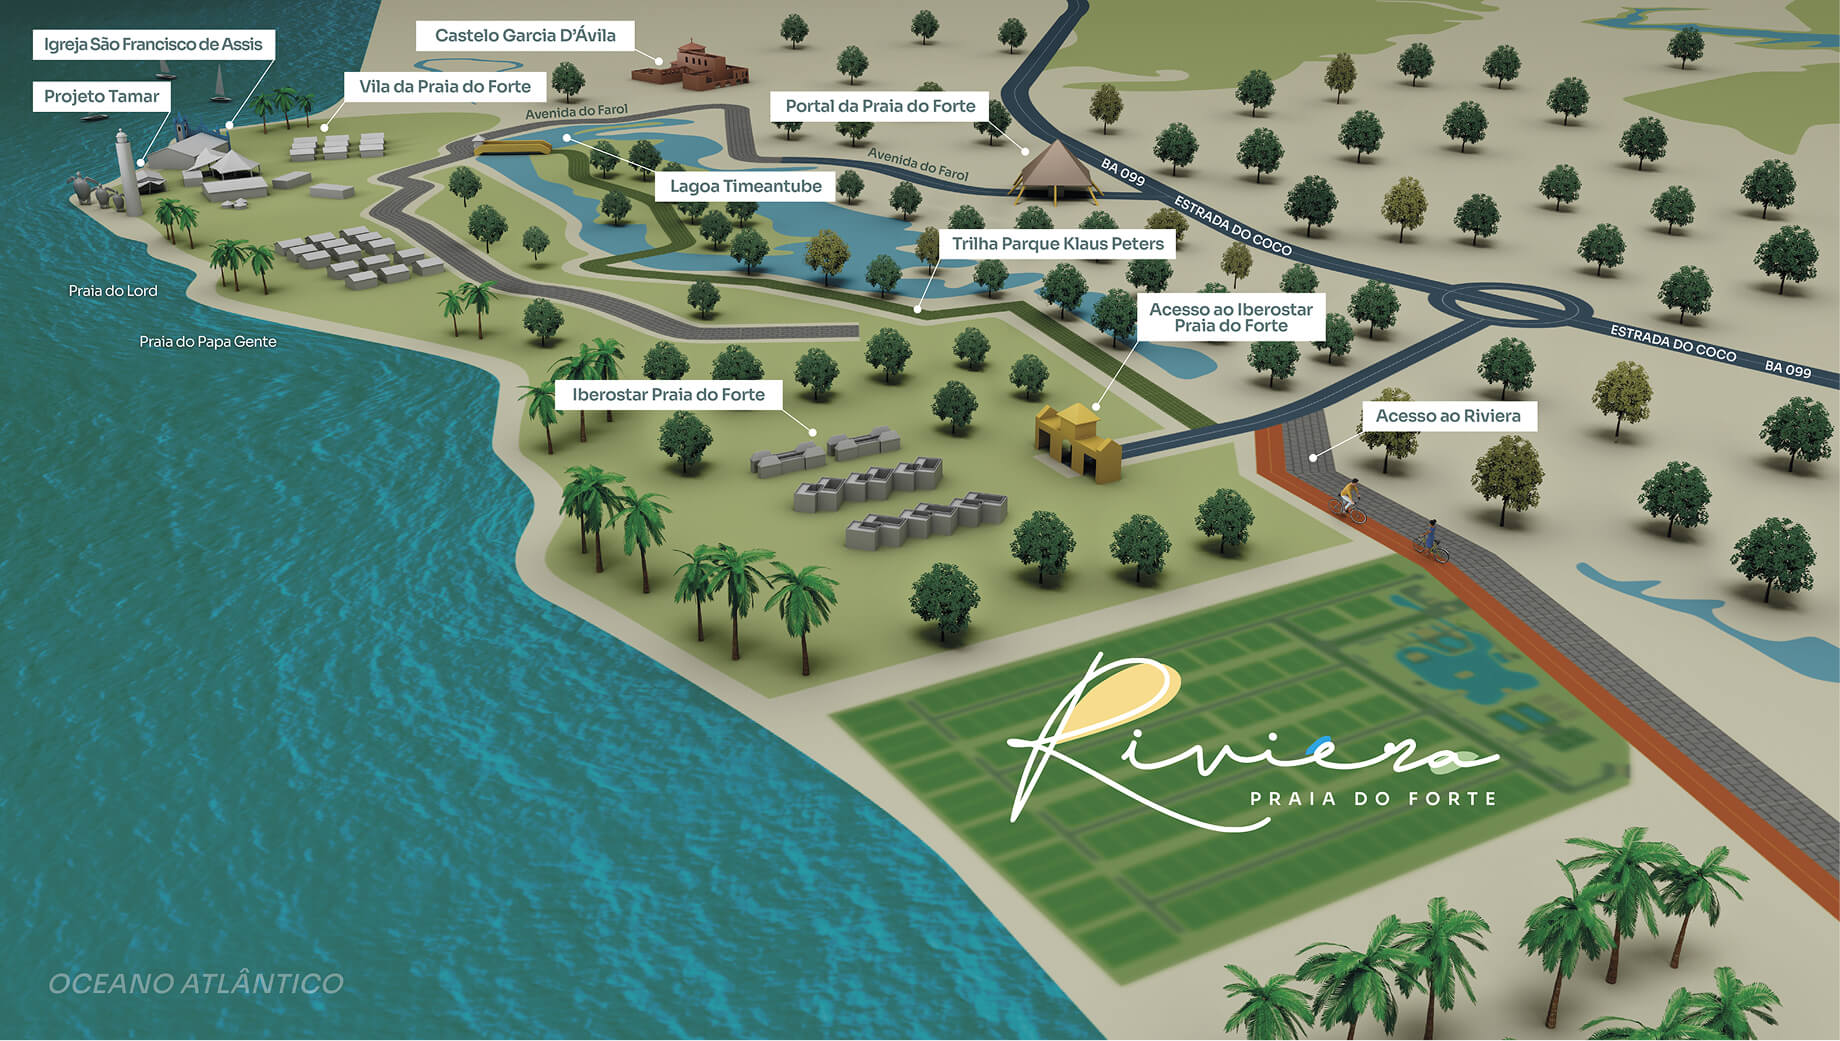 Igreja São Francisco de Assis
Projeto Tamar
Vila da Praia do Forte
Castelo Garcia D'Ávila
Avenida do Farol
Portal da Praia do Forte
Avenida do Farol
BA 099
ESTRADA DO COCO
Lagoa Timeantube
Trilha Parque Klaus Peters
Praia do Lord
Praia do Papa Gente
Acesso ao Iberostar
Praia do Forte
ESTRADA DO COCO
BA 099
Iberostar Praia do Forte
Acesso ao Riviera
Riviera
PRAIA DO FORTE
OCEANO ATLÂNTICO